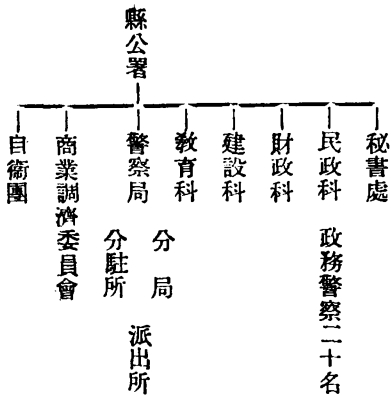 縣公署
秘書處
民政科 政務警察二十名
財政科
建設科
教育科
警察局 分局 分駐所 派出所
商業調濟委員會
自衞團